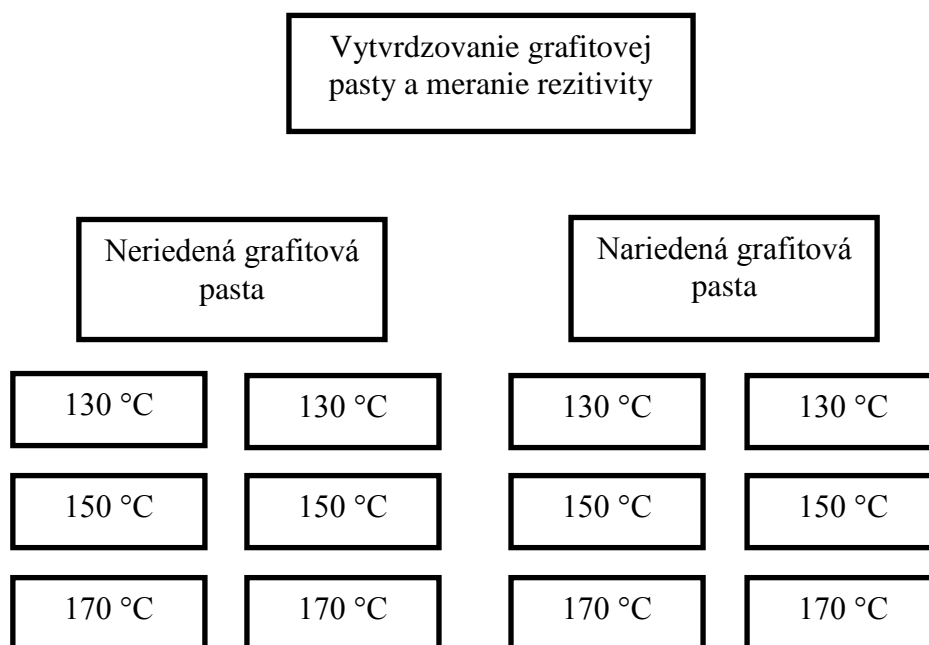 Vytvrdzovanie grafitovej
pasty a meranie rezitivity
Neriedená grafitová
pasta
Nariedená grafitová
pasta
130 °C
130 °C
130 °C
130 °C
150 °C
150 °C
150 °C
150 °C
170 °C
170 °C
170 °C
170 °C